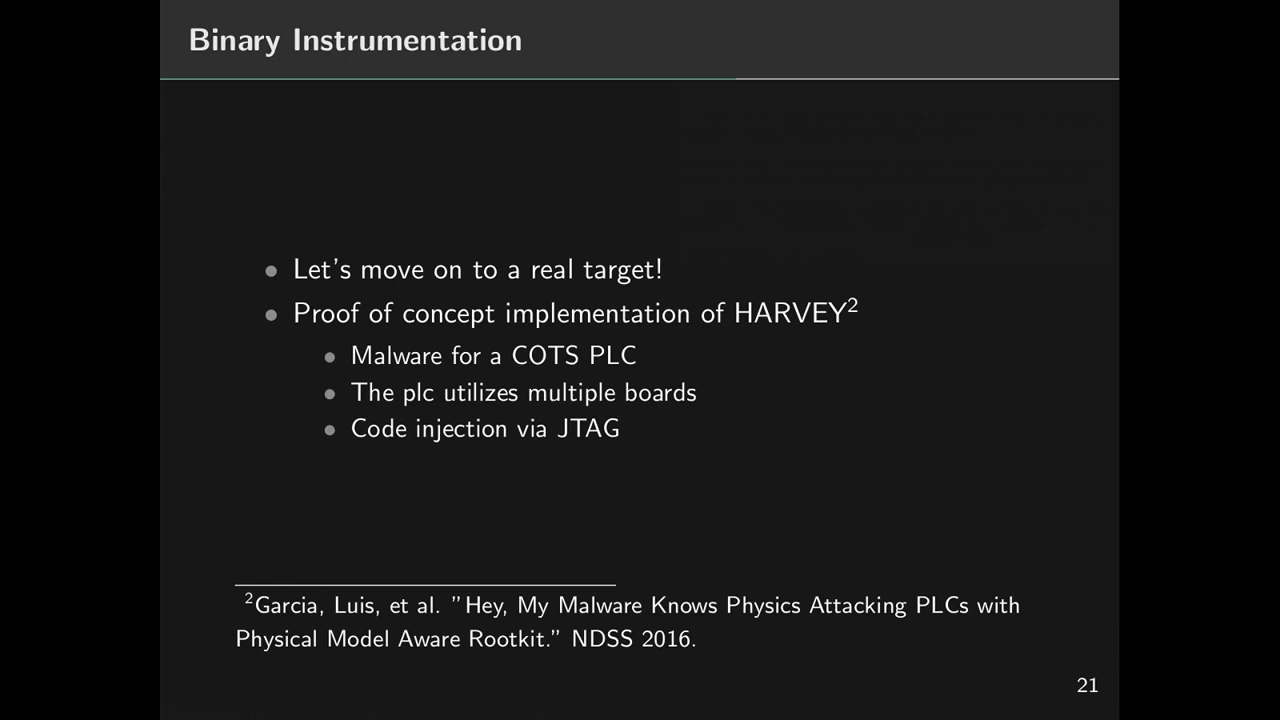 Binary Instrumentation
• Let's move on to a real target!
• Proof of concept implementation of HARVEY²
• Malware for a COTS PLC
• The plc utilizes multiple boards
• Code injection via JTAG
²Garcia, Luis, et al. "Hey, My Malware Knows Physics Attacking PLCs with
Physical Model Aware Rootkit." NDSS 2016.
21